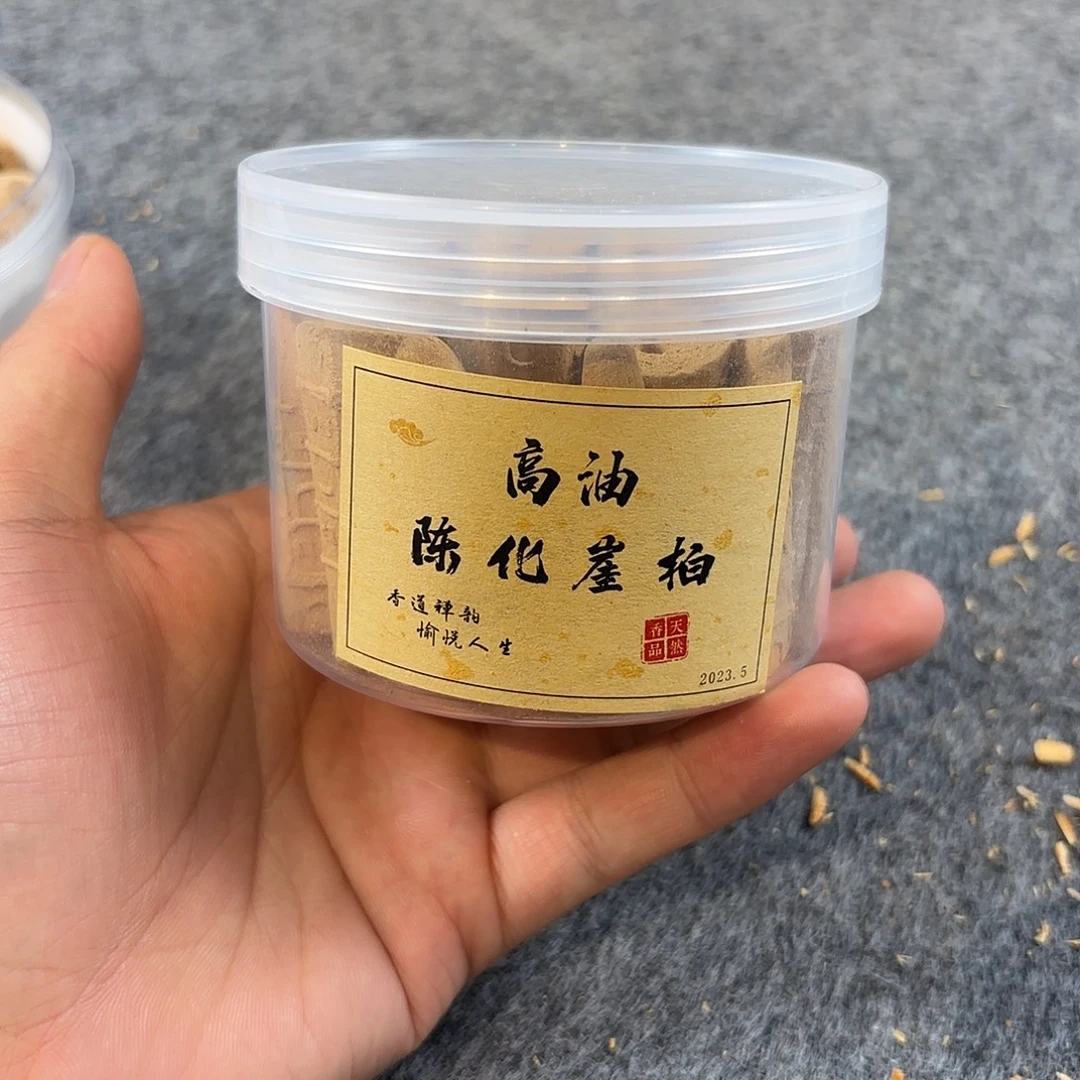 高油
陈化崖柏
香道禅韵
愉悦人生
天然
香品
2023.5